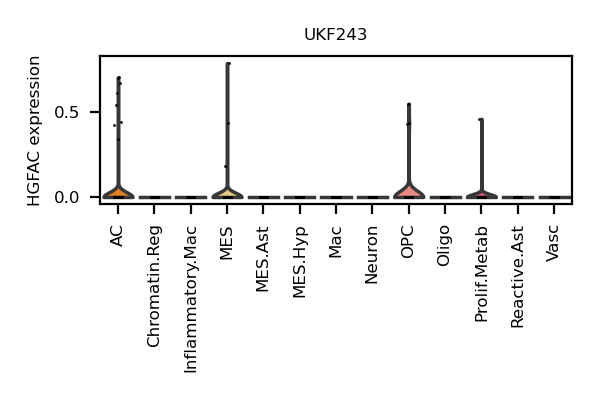 UKF243
HGFAC expression
0.5
0.0
AC
Chromatin.Reg
Inflammatory.Mac
MES
MES.Ast
MES.Hyp
Mac
Neuron
OPC
Oligo
Prolif.Metab
Reactive.Ast
Vasc